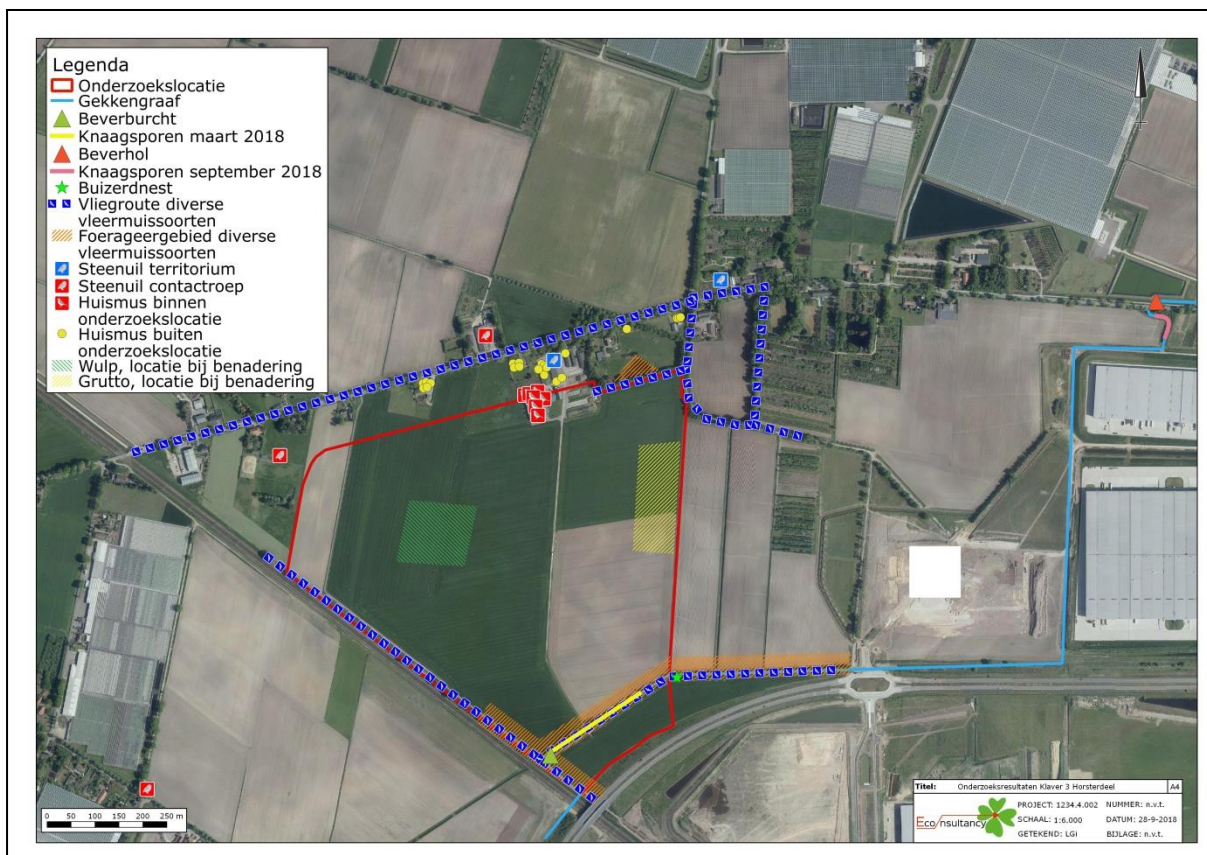 Legenda
Onderzoekslocatie
Gekkengraaf
Beverburcht
Knaagsporen maart 2018
Beverhol
Knaagsporen september 2018
Buizerdnest
Vliegroute diverse
vleermuissoorten
Foerageergebied diverse
vleermuissoorten
Steenuil territorium
Steenuil contactroep
Huismus binnen
onderzoekslocatie
Huismus buiten
onderzoekslocatie
Wulp, locatie bij benadering
Grutto, locatie bij benadering
0 50 100 150 200 250 m
Titel: Onderzoeksresultaten Klaver 3 Horsterdeel A4
Econsultancy
PROJECT: 1234.4.002 NUMMER: n.v.t.
SCHAAL: 1:6.000 DATUM: 28-9-2018
GETEKEND: LGI BIJLAGE: n.v.t.